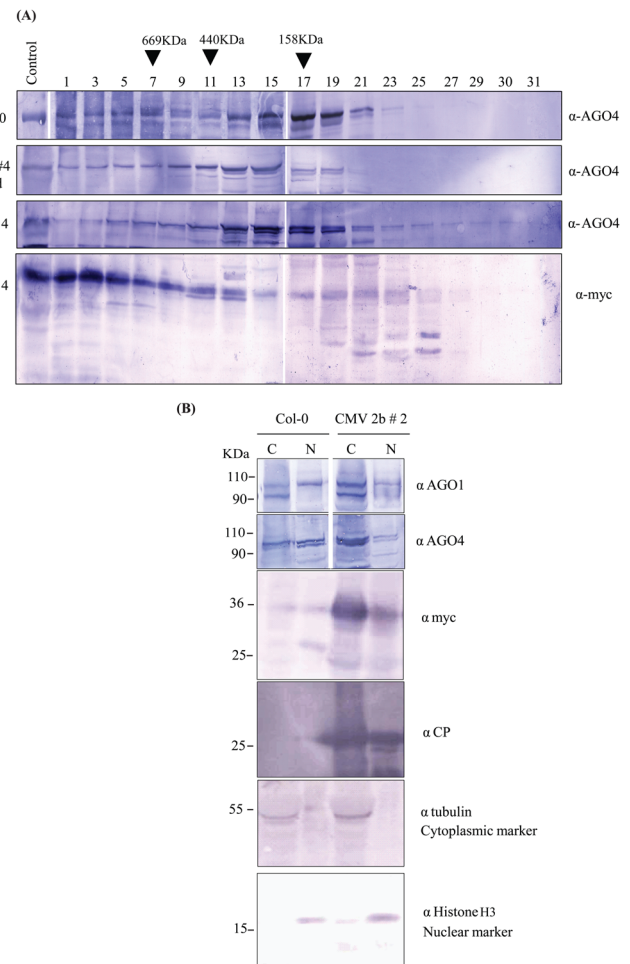 (A)
669KDa 440KDa 158KDa
Control 1 3 5 7 9 11 13 15 17 19 21 23 25 27 29 30 31
0 α-AGO4
#4 α-AGO4
1
4 α-AGO4
4 α-myc
(B)
Col-0 CMV 2b # 2
KDa C N C N
110–
90– α AGO1
110–
90– α AGO4
36 –
25– α myc
25– α CP
55 – α tubulin
Cytoplasmic marker
15– α Histone H3
Nuclear marker